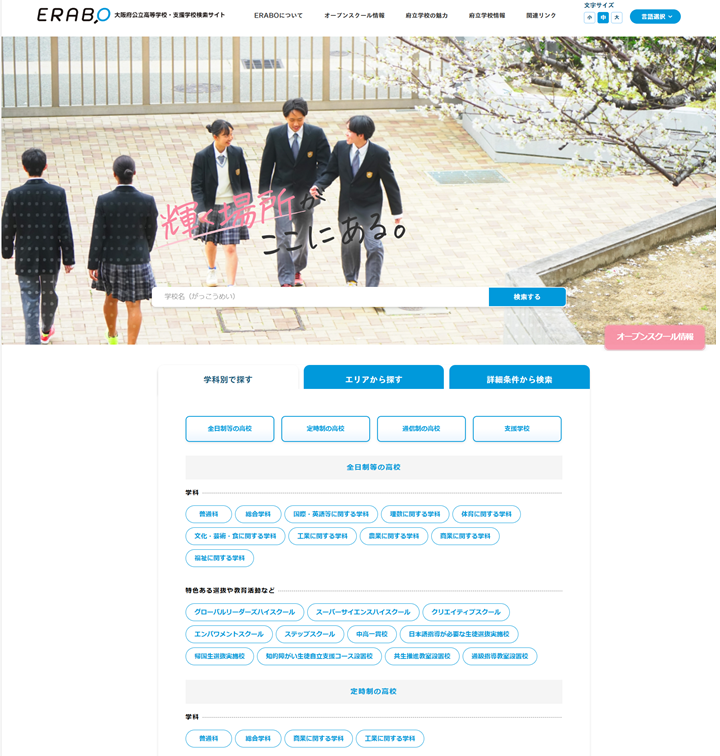 ERABO 大阪府公立高等学校・支援学校検索サイト
ERABOについて
オープンスクール情報
府立学校の魅力
府立学校情報
関連リンク
文字サイズ
小 中 大
言語選択
輝く場所が
ここにある。
学校名（がっこうめい）
検索する
オープンスクール情報
学科別で探す
エリアから探す
詳細条件から検索
全日制等の高校
定時制の高校
通信制の高校
支援学校
全日制等の高校
学科
普通科
総合学科
国際・英語等に関する学科
理数に関する学科
体育に関する学科
文化・芸術・食に関する学科
工業に関する学科
農業に関する学科
商業に関する学科
福祉に関する学科
特色ある選抜や教育活動など
グローバルリーダーズハイスクール
スーパーサイエンスハイスクール
クリエイティブスクール
エンパワメントスクール
ステップスクール
中高一貫校
日本語指導が必要な生徒選抜実施校
帰国生選抜実施校
知的障がい生徒自立支援コース設置校
共生推進教室設置校
通級指導教室設置校
定時制の高校
学科
普通科
総合学科
商業に関する学科
工業に関する学科